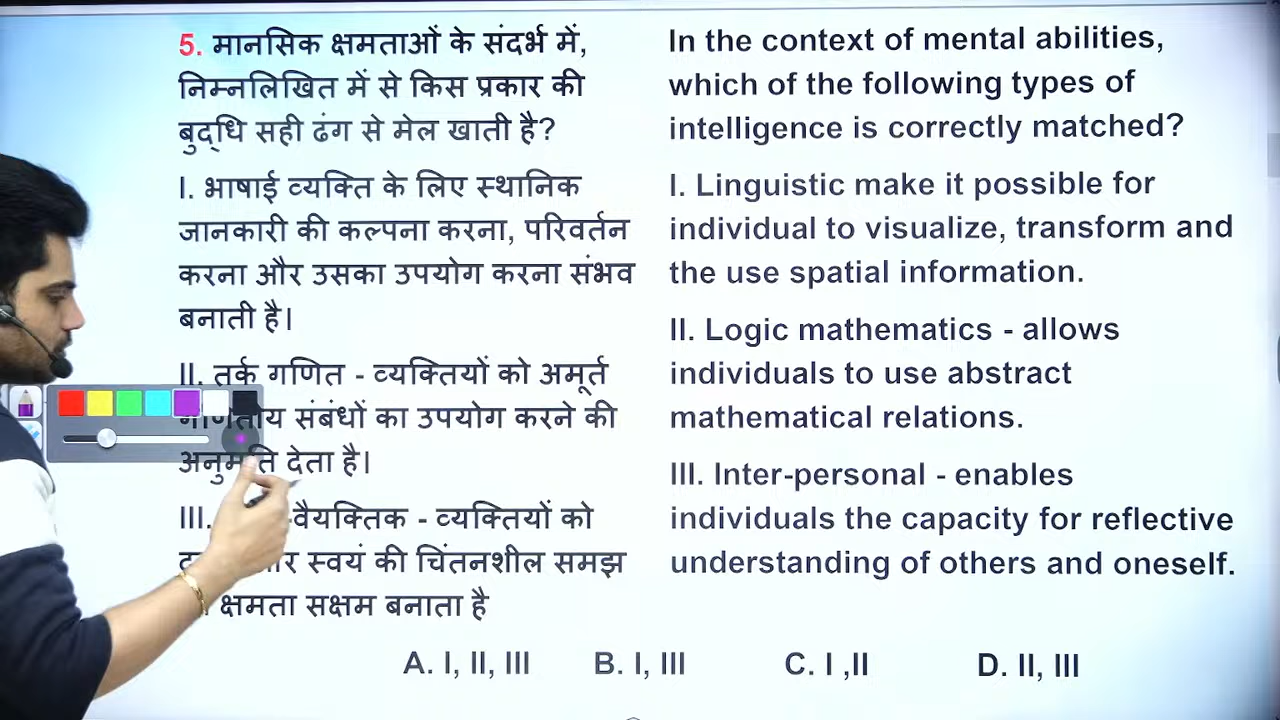 5. मानसिक क्षमताओं के संदर्भ में,
निम्नलिखित में से किस प्रकार की
बुद्धि सही ढंग से मेल खाती है?
I. भाषाई व्यक्ति के लिए स्थानिक
जानकारी की कल्पना करना, परिवर्तन
करना और उसका उपयोग करना संभव
बनाती है।
II. तर्क गणित - व्यक्तियों को अमूर्त
संबंधों का उपयोग करने की
अनुमति देता है।
III. वैयक्तिक - व्यक्तियों को
स्वयं की चिंतनशील समझ
क्षमता सक्षम बनाता है
In the context of mental abilities,
which of the following types of
intelligence is correctly matched?
I. Linguistic make it possible for
individual to visualize, transform and
the use spatial information.
II. Logic mathematics - allows
individuals to use abstract
mathematical relations.
III. Inter-personal - enables
individuals the capacity for reflective
understanding of others and oneself.
A. I, II, III B. I, III C. I ,II D. II, III